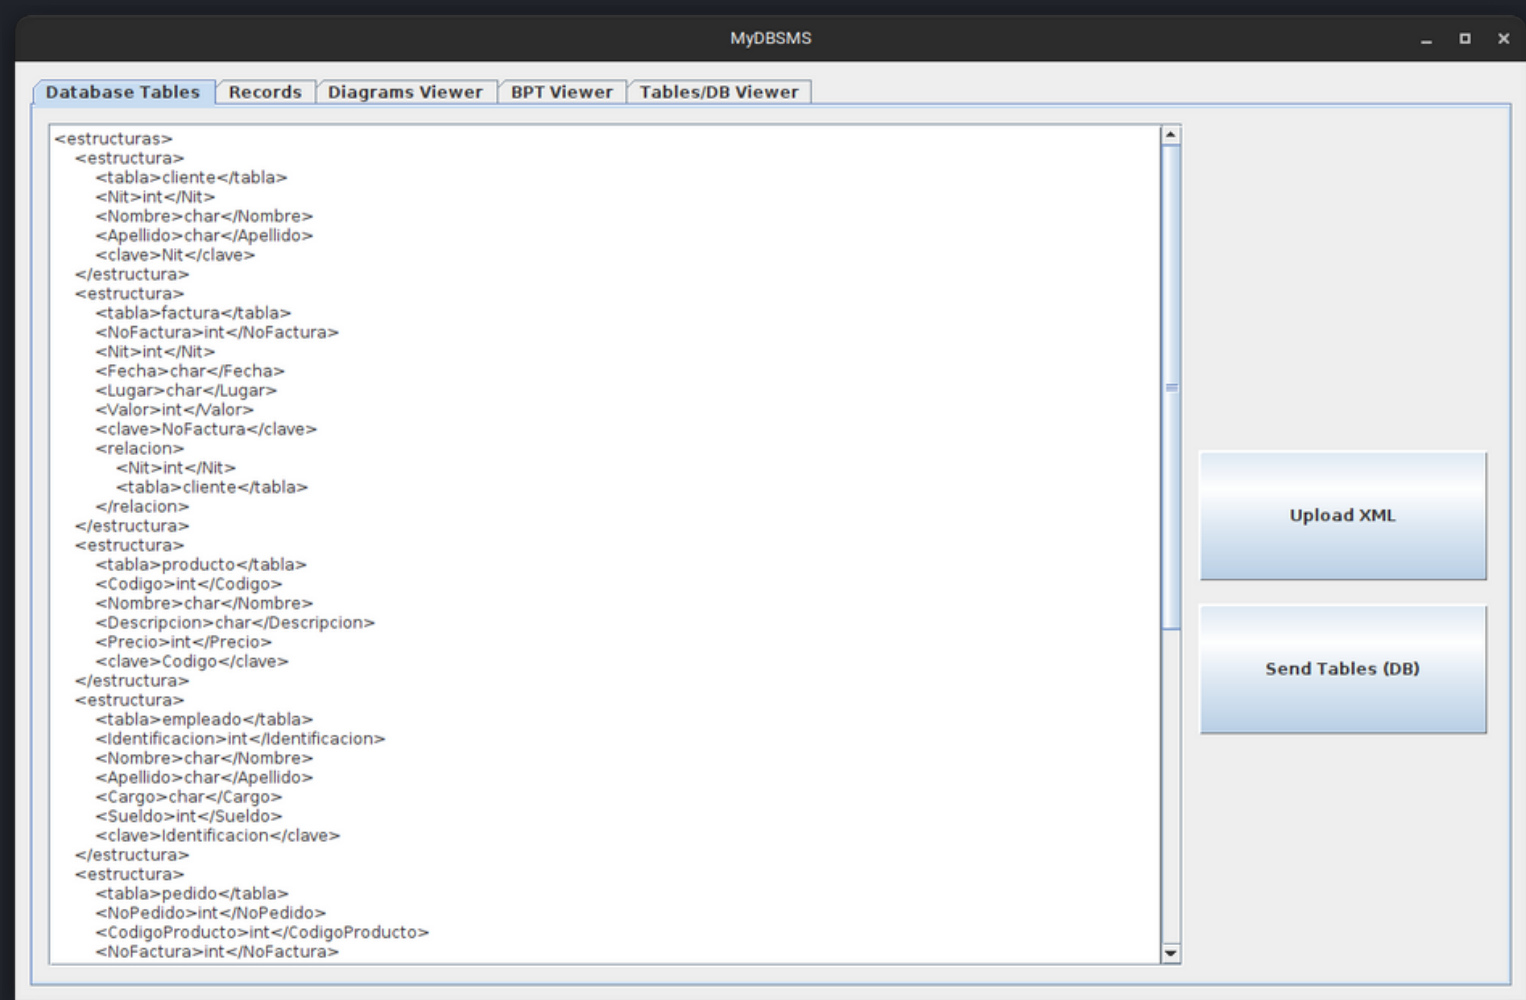 MyDBSMS
Database Tables
Records
Diagrams Viewer
BPT Viewer
Tables/DB Viewer
<estructuras>
<estructura>
<tabla>cliente</tabla>
<Nit>int</Nit>
<Nombre>char</Nombre>
<Apellido>char</Apellido>
<clave>Nit</clave>
</estructura>
<estructura>
<tabla>factura</tabla>
<NoFactura>int</NoFactura>
<Nit>int</Nit>
<Fecha>char</Fecha>
<Lugar>char</Lugar>
<Valor>int</Valor>
<clave>NoFactura</clave>
<relacion>
<Nit>int</Nit>
<tabla>cliente</tabla>
</relacion>
</estructura>
<estructura>
<tabla>producto</tabla>
<Codigo>int</Codigo>
<Nombre>char</Nombre>
<Descripcion>char</Descripcion>
<Precio>int</Precio>
<clave>Codigo</clave>
</estructura>
<estructura>
<tabla>empleado</tabla>
<Identificacion>int</Identificacion>
<Nombre>char</Nombre>
<Apellido>char</Apellido>
<Cargo>char</Cargo>
<Sueldo>int</Sueldo>
<clave>Identificacion</clave>
</estructura>
<estructura>
<tabla>pedido</tabla>
<NoPedido>int</NoPedido>
<CodigoProducto>int</CodigoProducto>
<NoFactura>int</NoFactura>
Upload XML
Send Tables (DB)